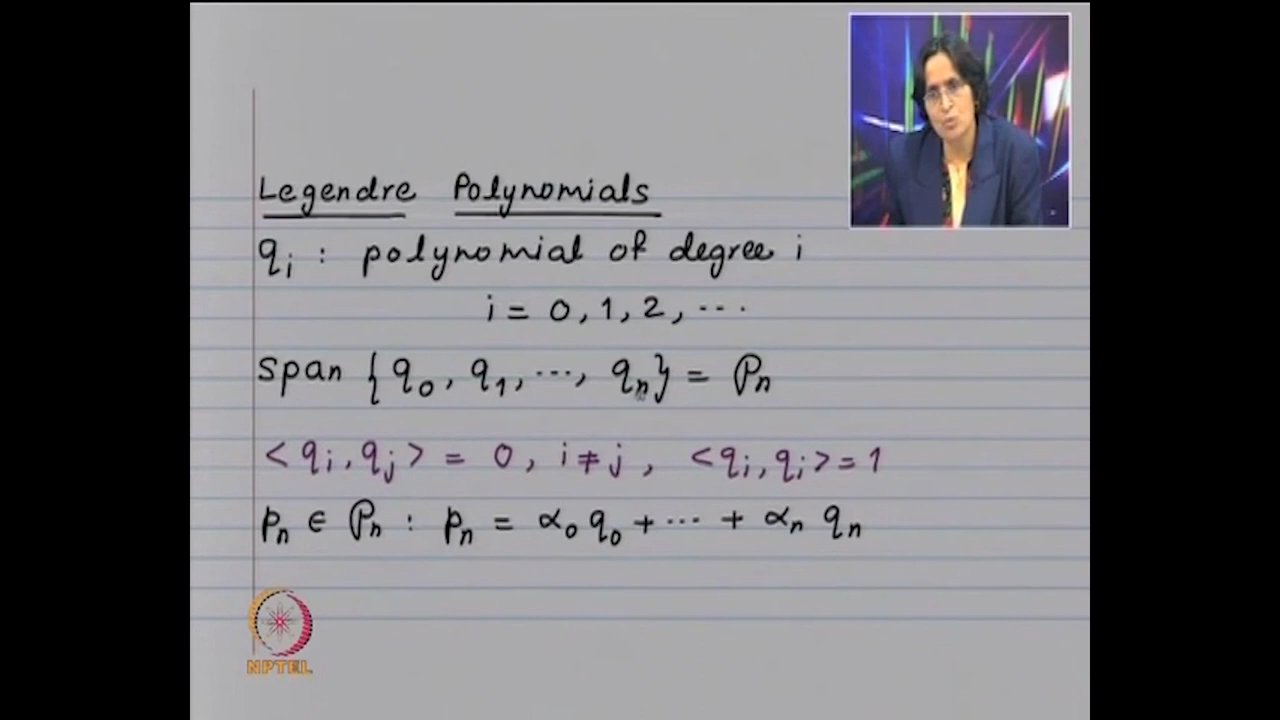 Legendre Polynomials
qᵢ : polynomial of degree i
i = 0, 1, 2, ...
span {q₀, q₁, ..., qₙ} = 𝒫ₙ
<qᵢ, qⱼ> = 0, i ≠ j, <qᵢ, qᵢ> = 1
pₙ ∈ 𝒫ₙ : pₙ = α₀ q₀ + ... + αₙ qₙ
NPTEL